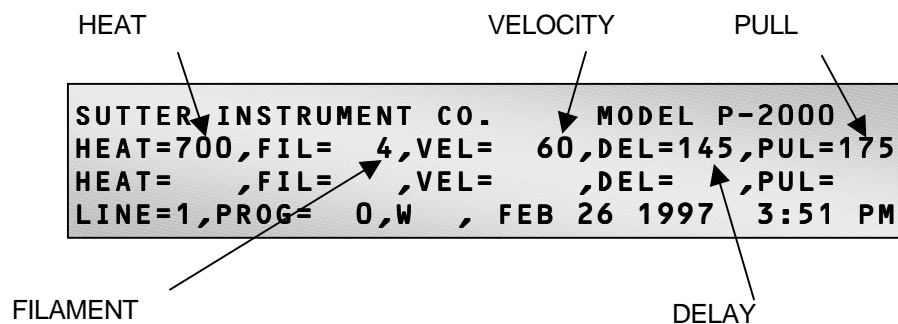 HEAT VELOCITY PULL
SUTTER INSTRUMENT CO. MODEL P-2000
HEAT=700,FIL= 4,VEL= 60,DEL=145,PUL=175
HEAT= ,FIL= ,VEL= ,DEL= ,PUL=
LINE=1,PROG= 0,W , FEB 26 1997 3:51 PM
FILAMENT DELAY